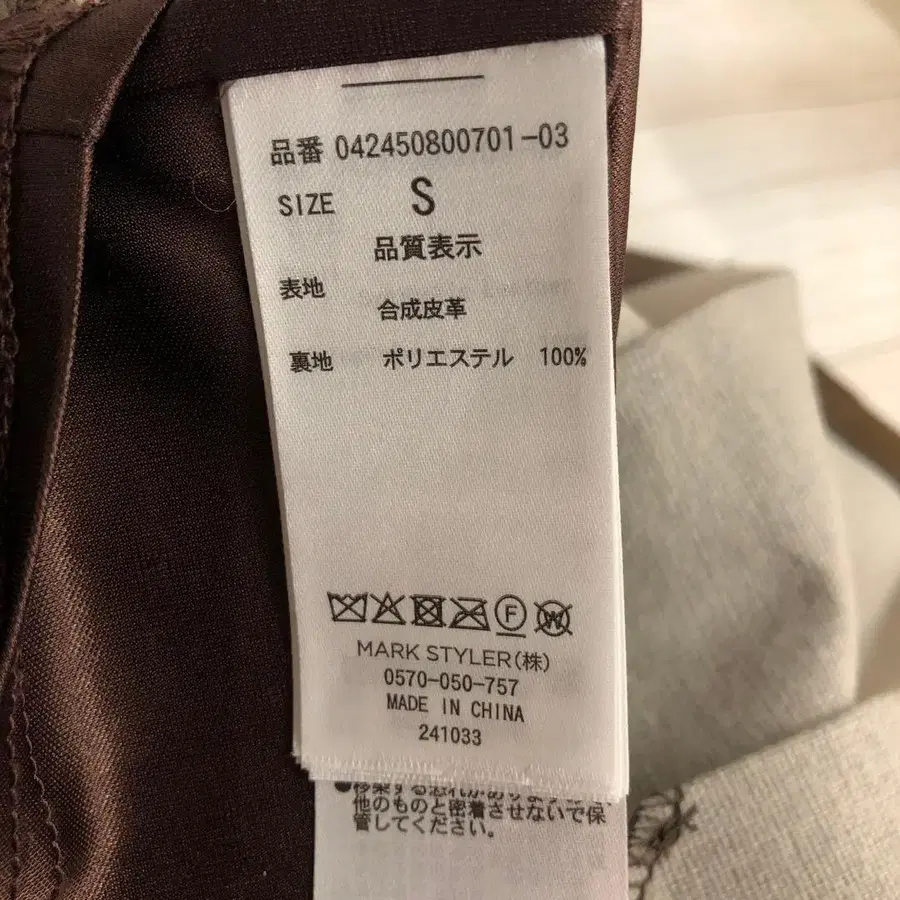 品番 042450800701-03
SIZE S
品質表示
表地
合成皮革
裏地 ポリエステル 100%
F
W
MARK STYLER(株)
0570-050-757
MADE IN CHINA
241033
他のものと密着させないで保
管してください。